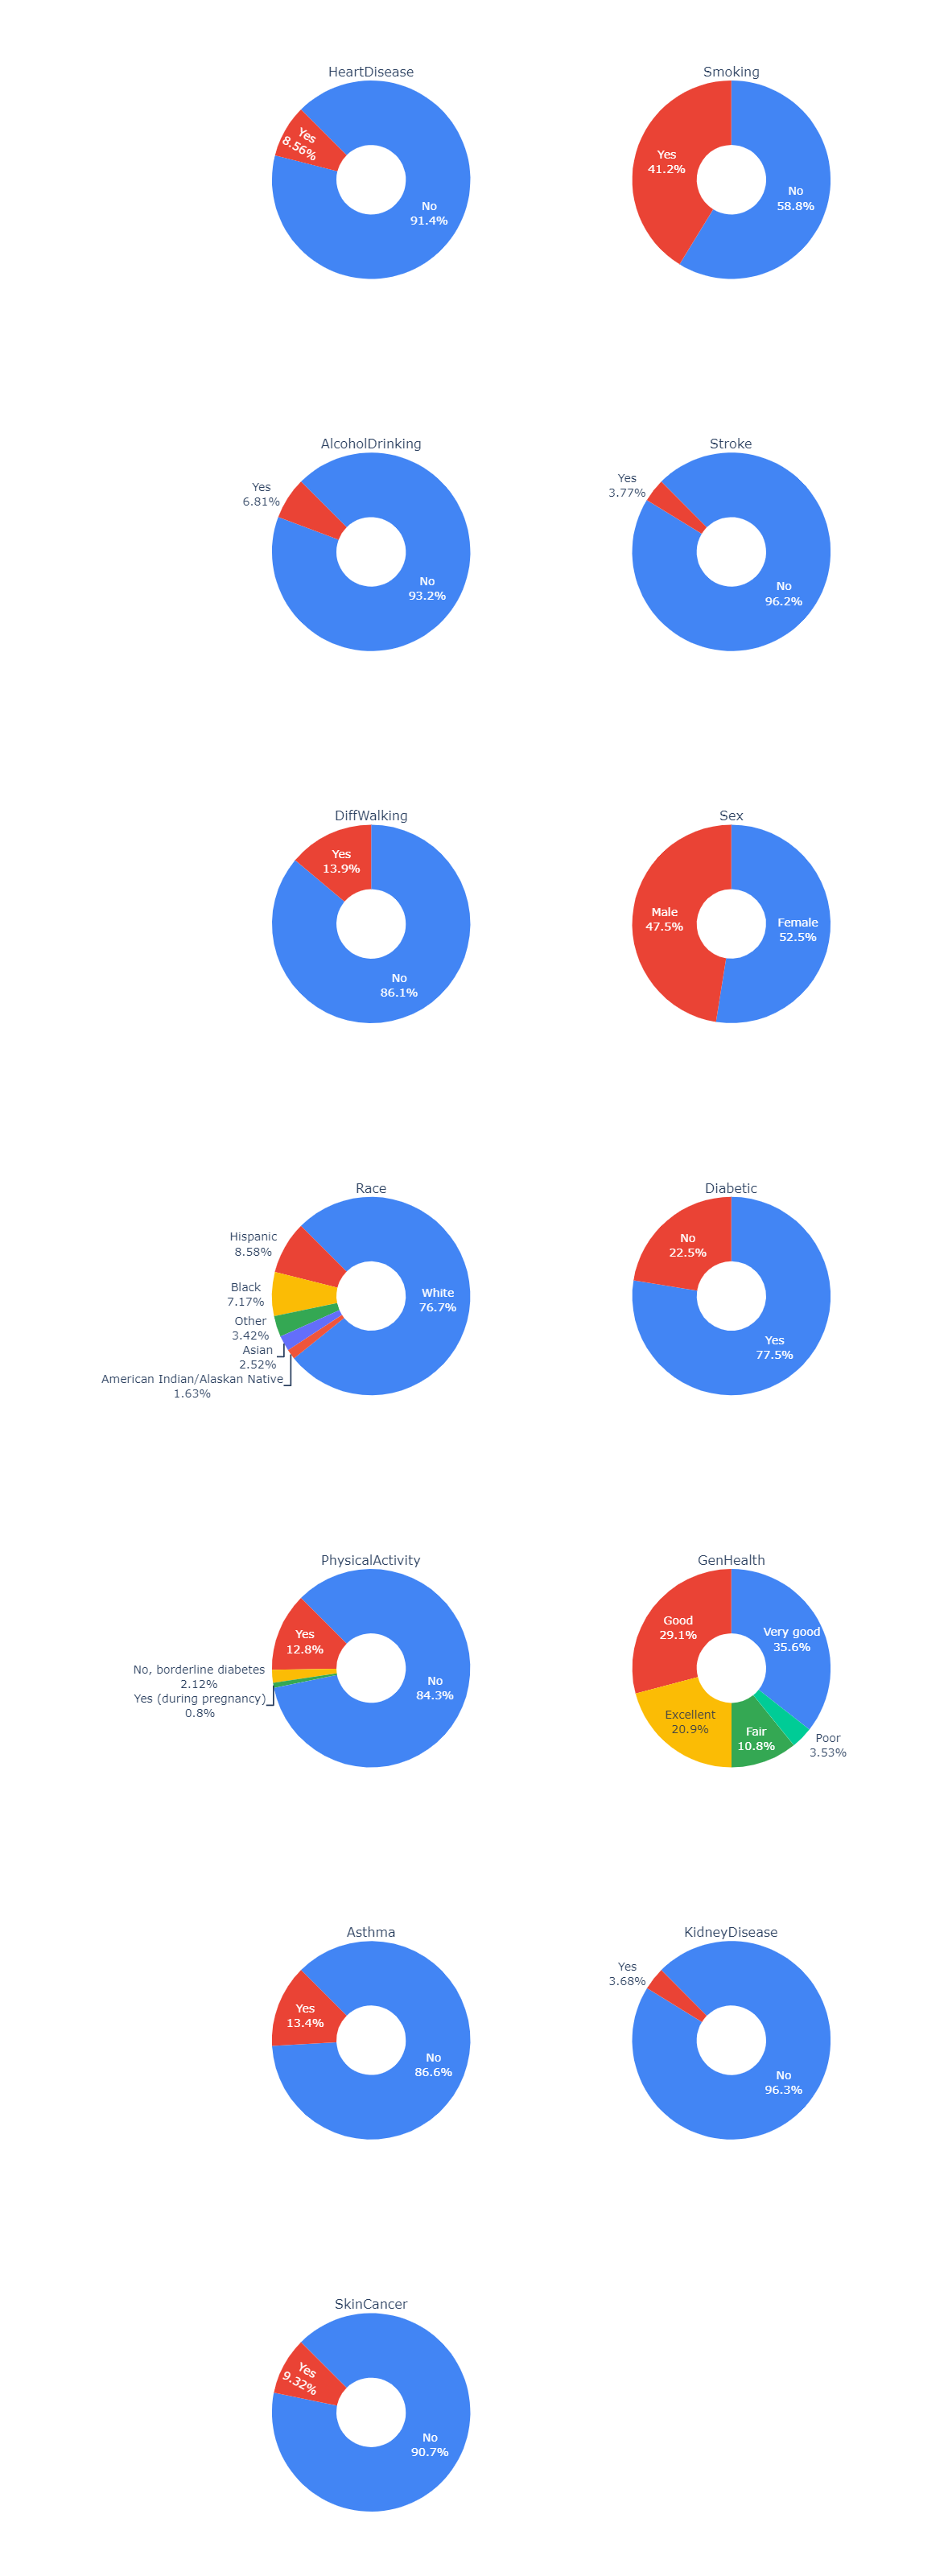 HeartDisease
Yes
8.56%
No
91.4%
Smoking
Yes
41.2%
No
58.8%
AlcoholDrinking
Yes
6.81%
No
93.2%
Stroke
Yes
3.77%
No
96.2%
DiffWalking
Yes
13.9%
No
86.1%
Sex
Male
47.5%
Female
52.5%
Race
Hispanic
8.58%
Black
7.17%
Other
3.42%
Asian
2.52%
American Indian/Alaskan Native
1.63%
White
76.7%
Diabetic
No
22.5%
Yes
77.5%
PhysicalActivity
Yes
12.8%
No, borderline diabetes
2.12%
Yes (during pregnancy)
0.8%
No
84.3%
GenHealth
Good
29.1%
Very good
35.6%
Excellent
20.9%
Fair
10.8%
Poor
3.53%
Asthma
Yes
13.4%
No
86.6%
KidneyDisease
Yes
3.68%
No
96.3%
SkinCancer
Yes
9.32%
No
90.7%